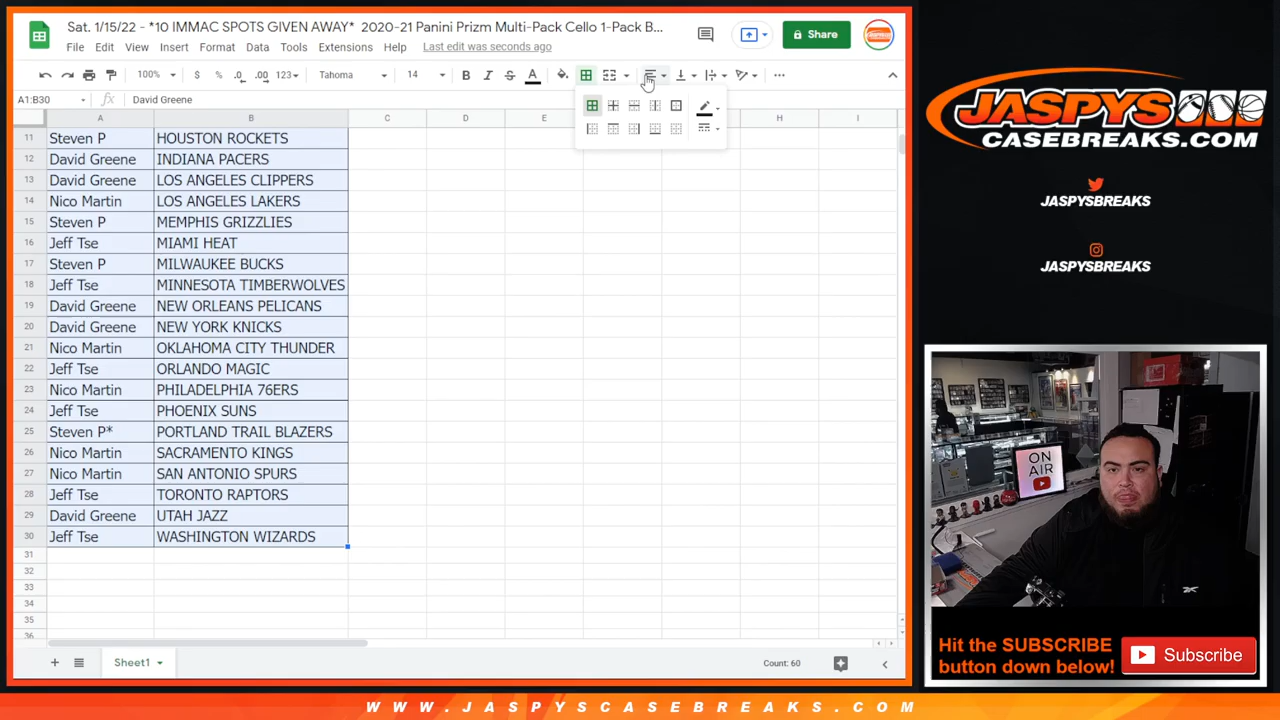 Sat. 1/15/22 - *10 IMMAC SPOTS GIVEN AWAY* 2020-21 Panini Prizm Multi-Pack Cello 1-Pack B...
Share
File Edit View Insert Format Data Tools Extensions Help Last edit was seconds ago
100% $ % .0 .00 123 Tahoma 14 B I S A
A1:B30 fx David Greene
A B C D E H I
11 Steven P HOUSTON ROCKETS
12 David Greene INDIANA PACERS
13 David Greene LOS ANGELES CLIPPERS
14 Nico Martin LOS ANGELES LAKERS
15 Steven P MEMPHIS GRIZZLIES
16 Jeff Tse MIAMI HEAT
17 Steven P MILWAUKEE BUCKS
18 Jeff Tse MINNESOTA TIMBERWOLVES
19 David Greene NEW ORLEANS PELICANS
20 David Greene NEW YORK KNICKS
21 Nico Martin OKLAHOMA CITY THUNDER
22 Jeff Tse ORLANDO MAGIC
23 Nico Martin PHILADELPHIA 76ERS
24 Jeff Tse PHOENIX SUNS
25 Steven P* PORTLAND TRAIL BLAZERS
26 Nico Martin SACRAMENTO KINGS
27 Nico Martin SAN ANTONIO SPURS
28 Jeff Tse TORONTO RAPTORS
29 David Greene UTAH JAZZ
30 Jeff Tse WASHINGTON WIZARDS
31
32
33
34
35
36
Sheet1 Count: 60
JASPYS
CASEBREAKS.COM
JASPYSBREAKS
JASPYSBREAKS
ON
AIR
Hit the SUBSCRIBE
button down below!
Subscribe
WWW.JASPYSCASEBREAKS.COM